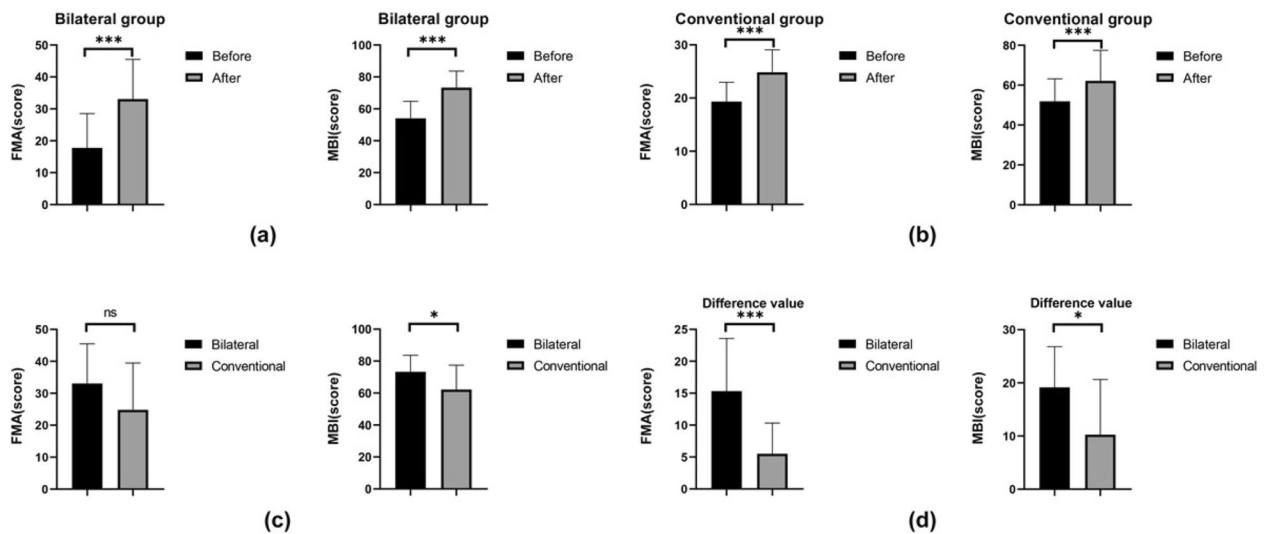 Bilateral group
***
Before
After
FMA(score)
50
40
30
20
10
0
Bilateral group
***
Before
After
MBI(score)
100
80
60
40
20
0
(a)
Conventional group
***
Before
After
FMA(score)
30
20
10
0
Conventional group
***
Before
After
MBI(score)
80
60
40
20
0
(b)
ns
Bilateral
Conventional
FMA(score)
50
40
30
20
10
0
*
Bilateral
Conventional
MBI(score)
100
80
60
40
20
0
(c)
Difference value
***
Bilateral
Conventional
FMA(score)
25
20
15
10
5
0
Difference value
*
Bilateral
Conventional
MBI(score)
30
20
10
0
(d)